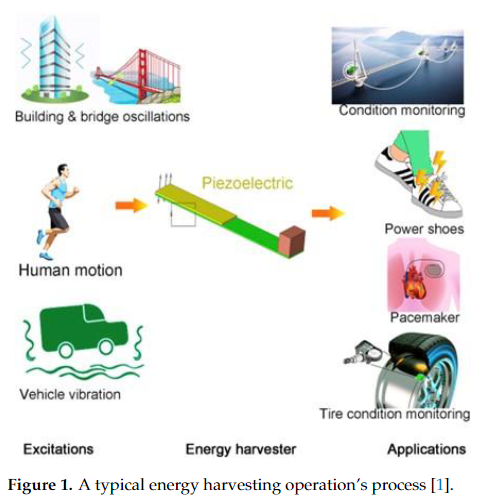 Building & bridge oscillations
Condition monitoring
Piezoelectric
Power shoes
Human motion
Pacemaker
Vehicle vibration
Tire condition monitoring
Excitations
Energy harvester
Applications
Figure 1. A typical energy harvesting operation’s process [1].